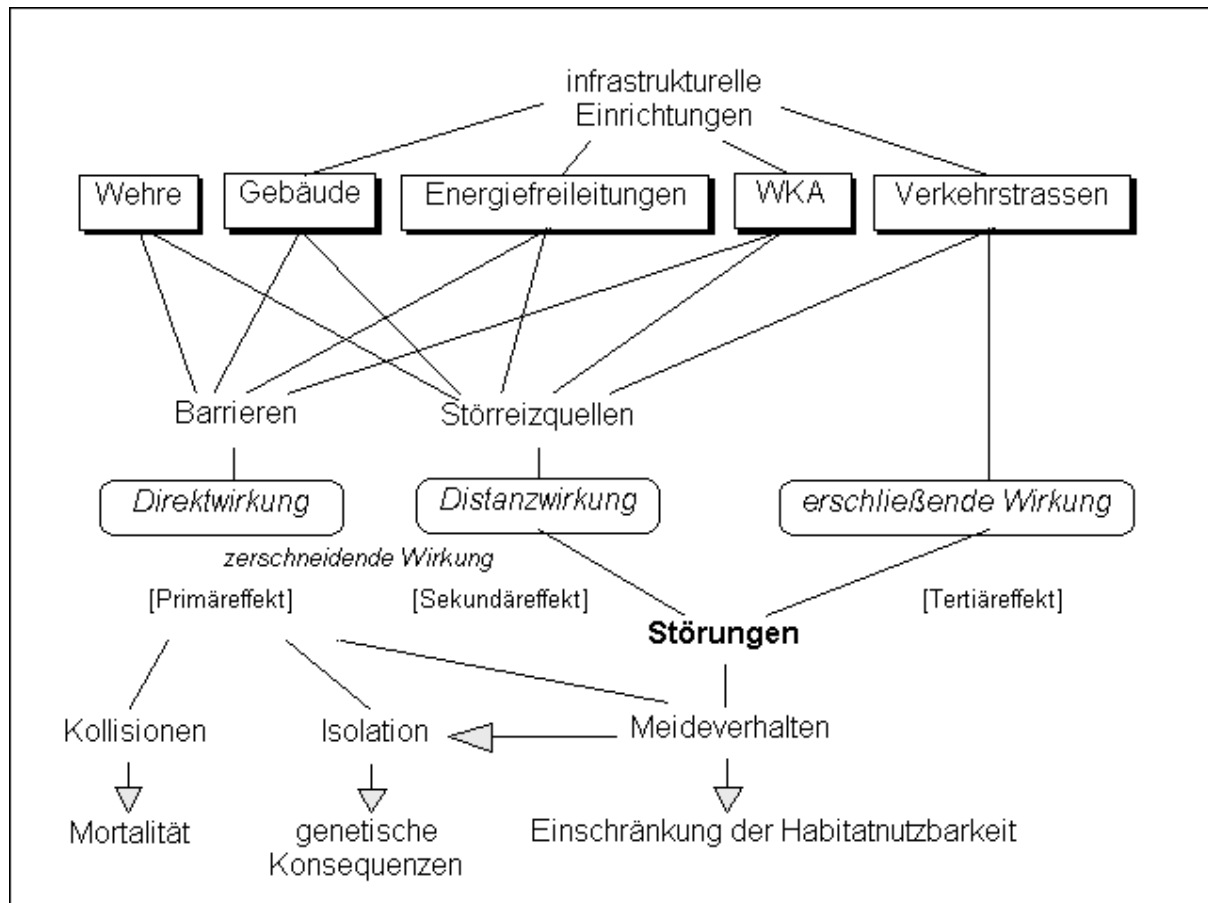 infrastrukturelle
Einrichtungen
Wehre
Gebäude
Energiefreileitungen
WKA
Verkehrstrassen
Barrieren
Störreizquellen
Direktwirkung
Distanzwirkung
erschließende Wirkung
zerschneidende Wirkung
[Primäreffekt]
[Sekundäreffekt]
[Tertiäreffekt]
Störungen
Kollisionen
Isolation
Meideverhalten
Mortalität
genetische
Konsequenzen
Einschränkung der Habitatnutzbarkeit